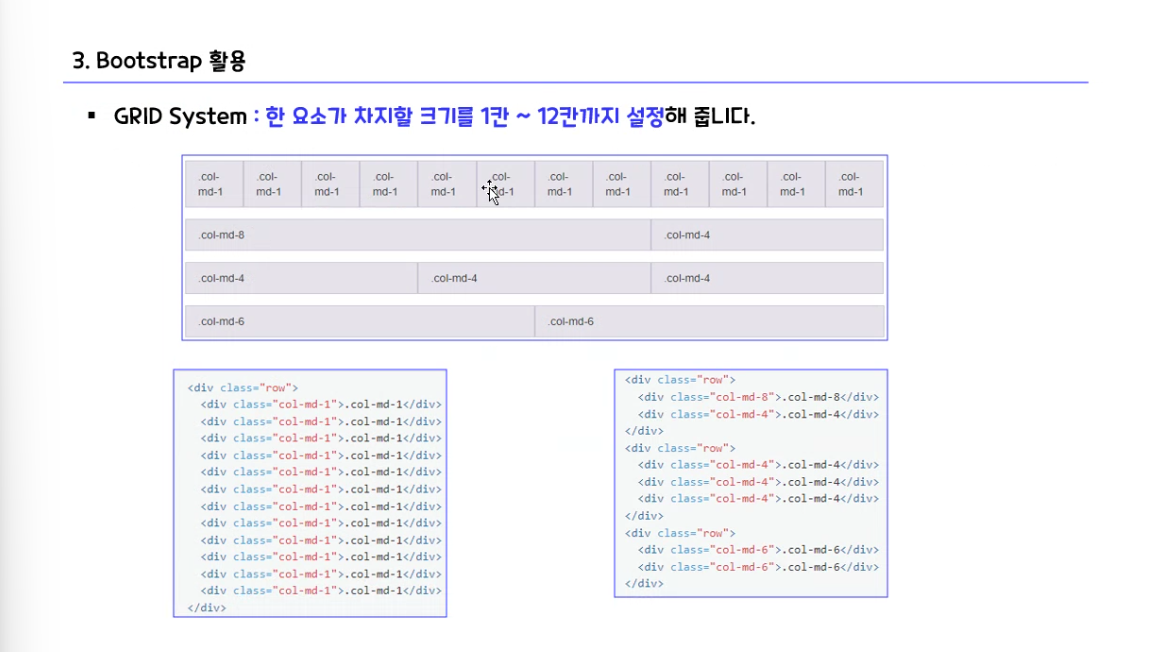 3. Bootstrap 활용
▪ GRID System : 한 요소가 차지할 크기를 1칸 ~ 12칸까지 설정해 줍니다.
.col-md-1 .col-md-1 .col-md-1 .col-md-1 .col-md-1 .col-md-1 .col-md-1 .col-md-1 .col-md-1 .col-md-1 .col-md-1 .col-md-1
.col-md-8 .col-md-4
.col-md-4 .col-md-4 .col-md-4
.col-md-6 .col-md-6
<div class="row">
<div class="col-md-1">.col-md-1</div>
<div class="col-md-1">.col-md-1</div>
<div class="col-md-1">.col-md-1</div>
<div class="col-md-1">.col-md-1</div>
<div class="col-md-1">.col-md-1</div>
<div class="col-md-1">.col-md-1</div>
<div class="col-md-1">.col-md-1</div>
<div class="col-md-1">.col-md-1</div>
<div class="col-md-1">.col-md-1</div>
<div class="col-md-1">.col-md-1</div>
<div class="col-md-1">.col-md-1</div>
<div class="col-md-1">.col-md-1</div>
</div>
<div class="row">
<div class="col-md-8">.col-md-8</div>
<div class="col-md-4">.col-md-4</div>
</div>
<div class="row">
<div class="col-md-4">.col-md-4</div>
<div class="col-md-4">.col-md-4</div>
<div class="col-md-4">.col-md-4</div>
</div>
<div class="row">
<div class="col-md-6">.col-md-6</div>
<div class="col-md-6">.col-md-6</div>
</div>